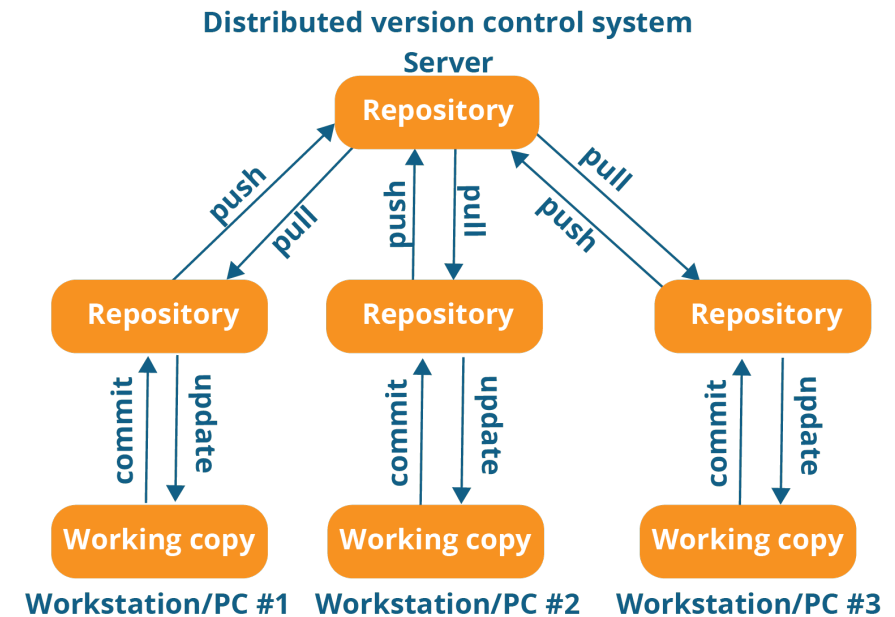 Distributed version control system
Server
Repository
push
pull
push
pull
push
pull
Repository
Repository
Repository
commit
update
commit
update
commit
update
Working copy
Working copy
Working copy
Workstation/PC #1
Workstation/PC #2
Workstation/PC #3